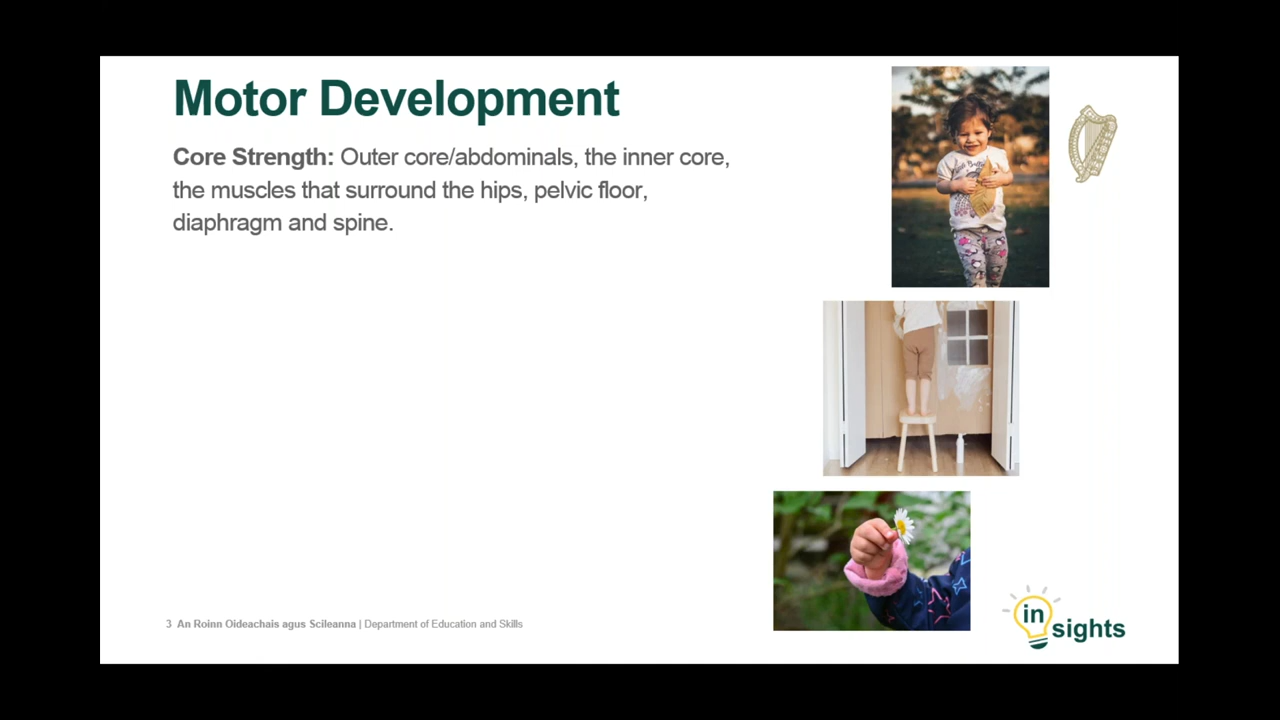 Motor Development
Core Strength: Outer core/abdominals, the inner core,
the muscles that surround the hips, pelvic floor,
diaphragm and spine.
3 An Roinn Oideachais agus Scileanna | Department of Education and Skills
in
sights